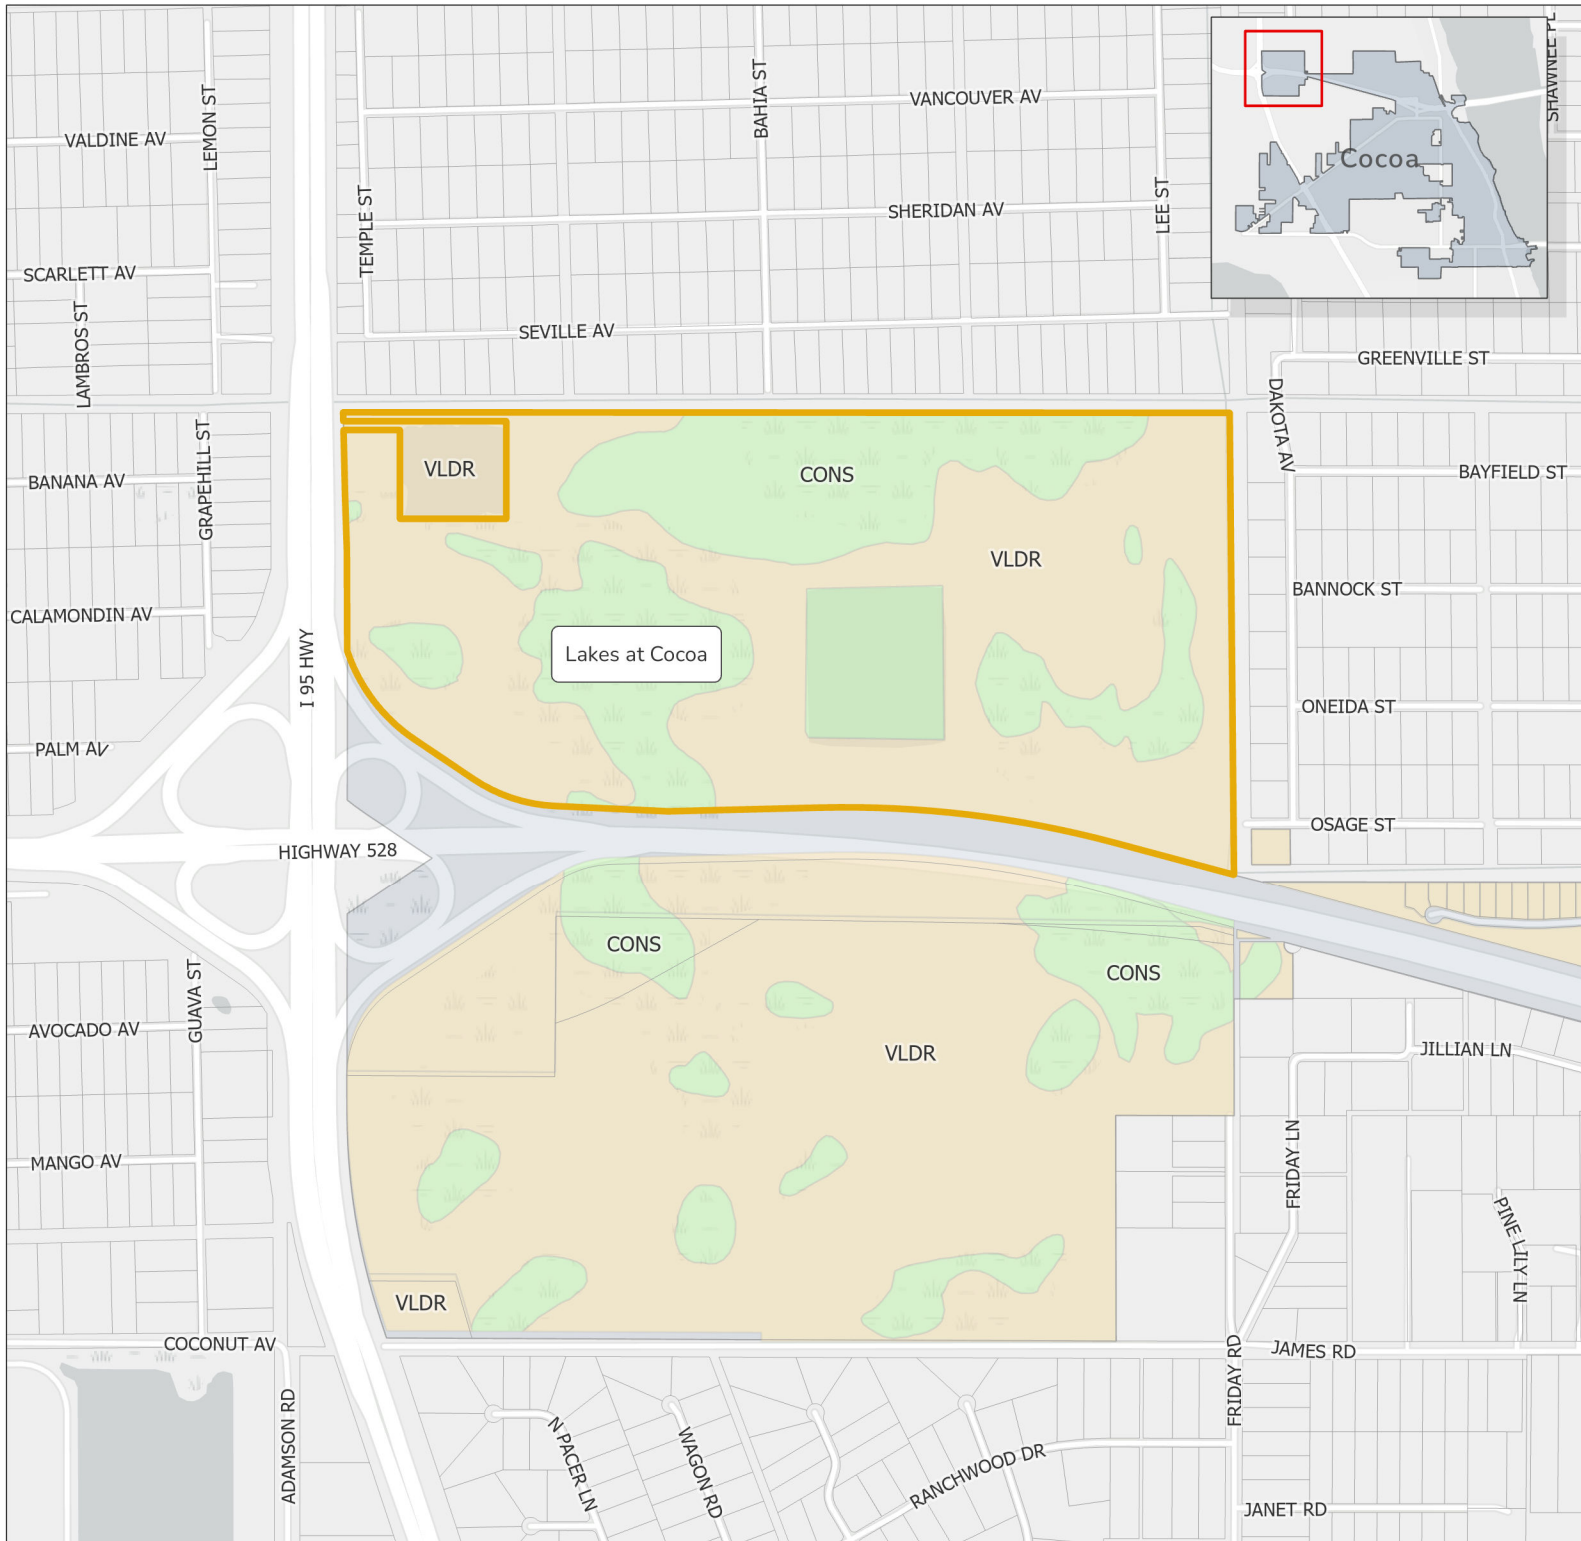 VANCOUVER AV
BAHIA ST
LEMON ST
SHAWNEE PL
VALDINE AV
Cocoa
TEMPLE ST
LEE ST
SHERIDAN AV
SCARLETT AV
LAMBROS ST
SEVILLE AV
GREENVILLE ST
DAKOTA AV
GRAPEHILL ST
BANANA AV
VLDR
CONS
BAYFIELD ST
VLDR
BANNOCK ST
CALAMONDIN AV
I 95 HWY
Lakes at Cocoa
ONEIDA ST
PALM AV
OSAGE ST
HIGHWAY 528
CONS
CONS
GUAVA ST
AVOCADO AV
VLDR
JILLIAN LN
MANGO AV
FRIDAY LN
PINE LILY LN
VLDR
COCONUT AV
JAMES RD
FRIDAY RD
ADAMSON RD
N PACER LN
WAGON RD
RANCHWOOD DR
JANET RD